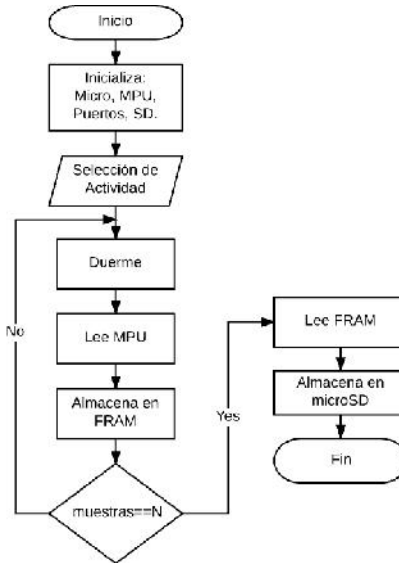 Inicio
Inicializa:
Micro, MPU,
Puertos, SD.
Selección de
Actividad
Duerme
Lee MPU
Almacena en
FRAM
muestras==N
No
Yes
Lee FRAM
Almacena en
microSD
Fin